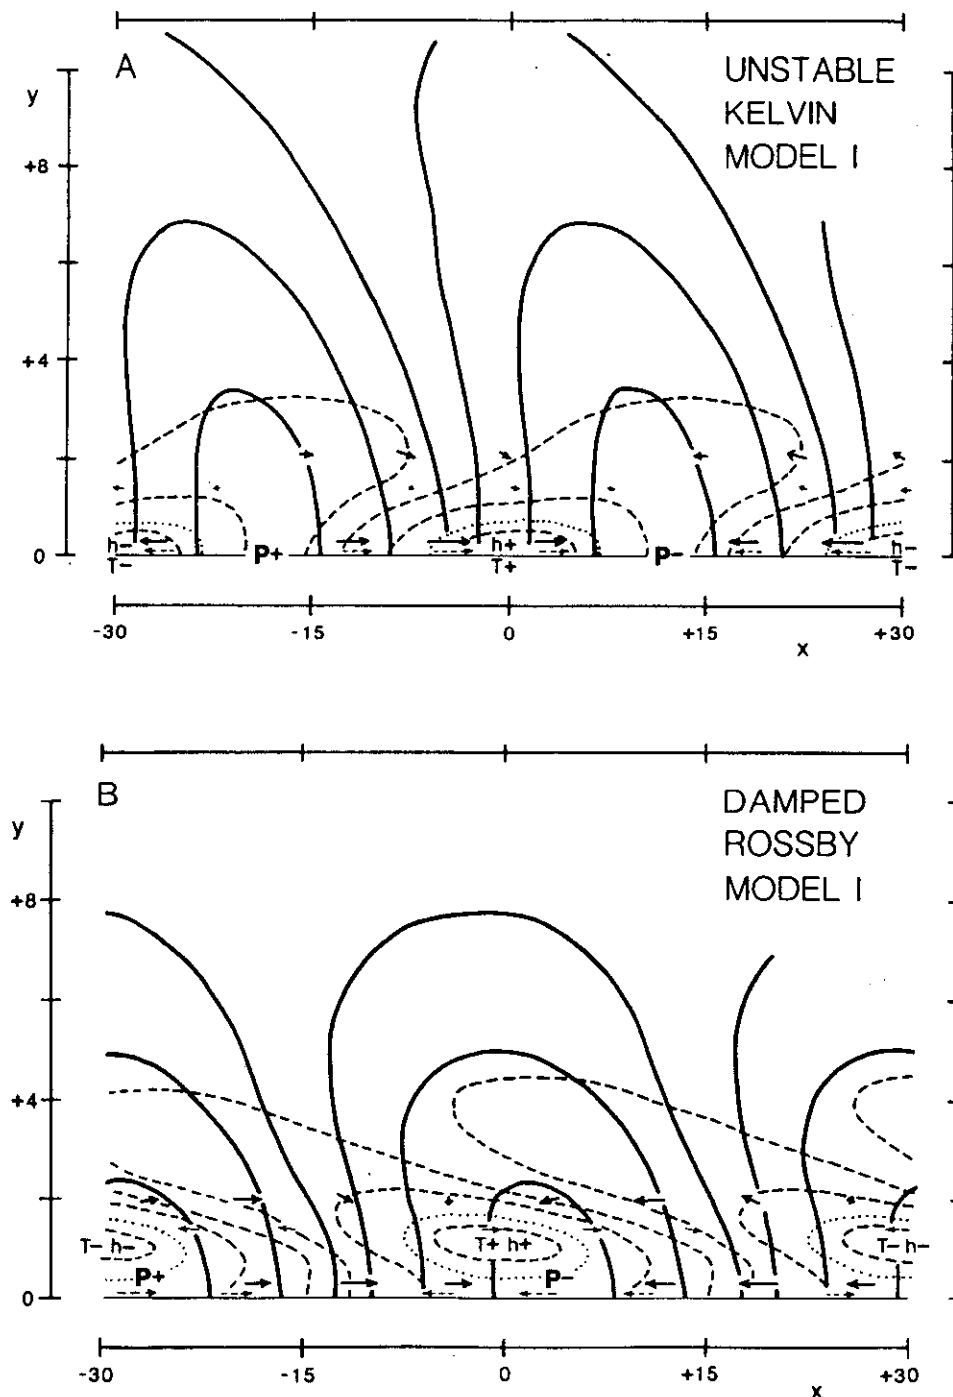 A
UNSTABLE
KELVIN
MODEL I
y
+8
+4
h-
P+
h+
P-
h-
0
T-
T+
T-
-30
-15
0
+15
+30
x
B
DAMPED
ROSSBY
MODEL I
y
+8
+4
T- h-
T+ h+
T- h-
P+
P-
0
-30
-15
0
+15
+30
x